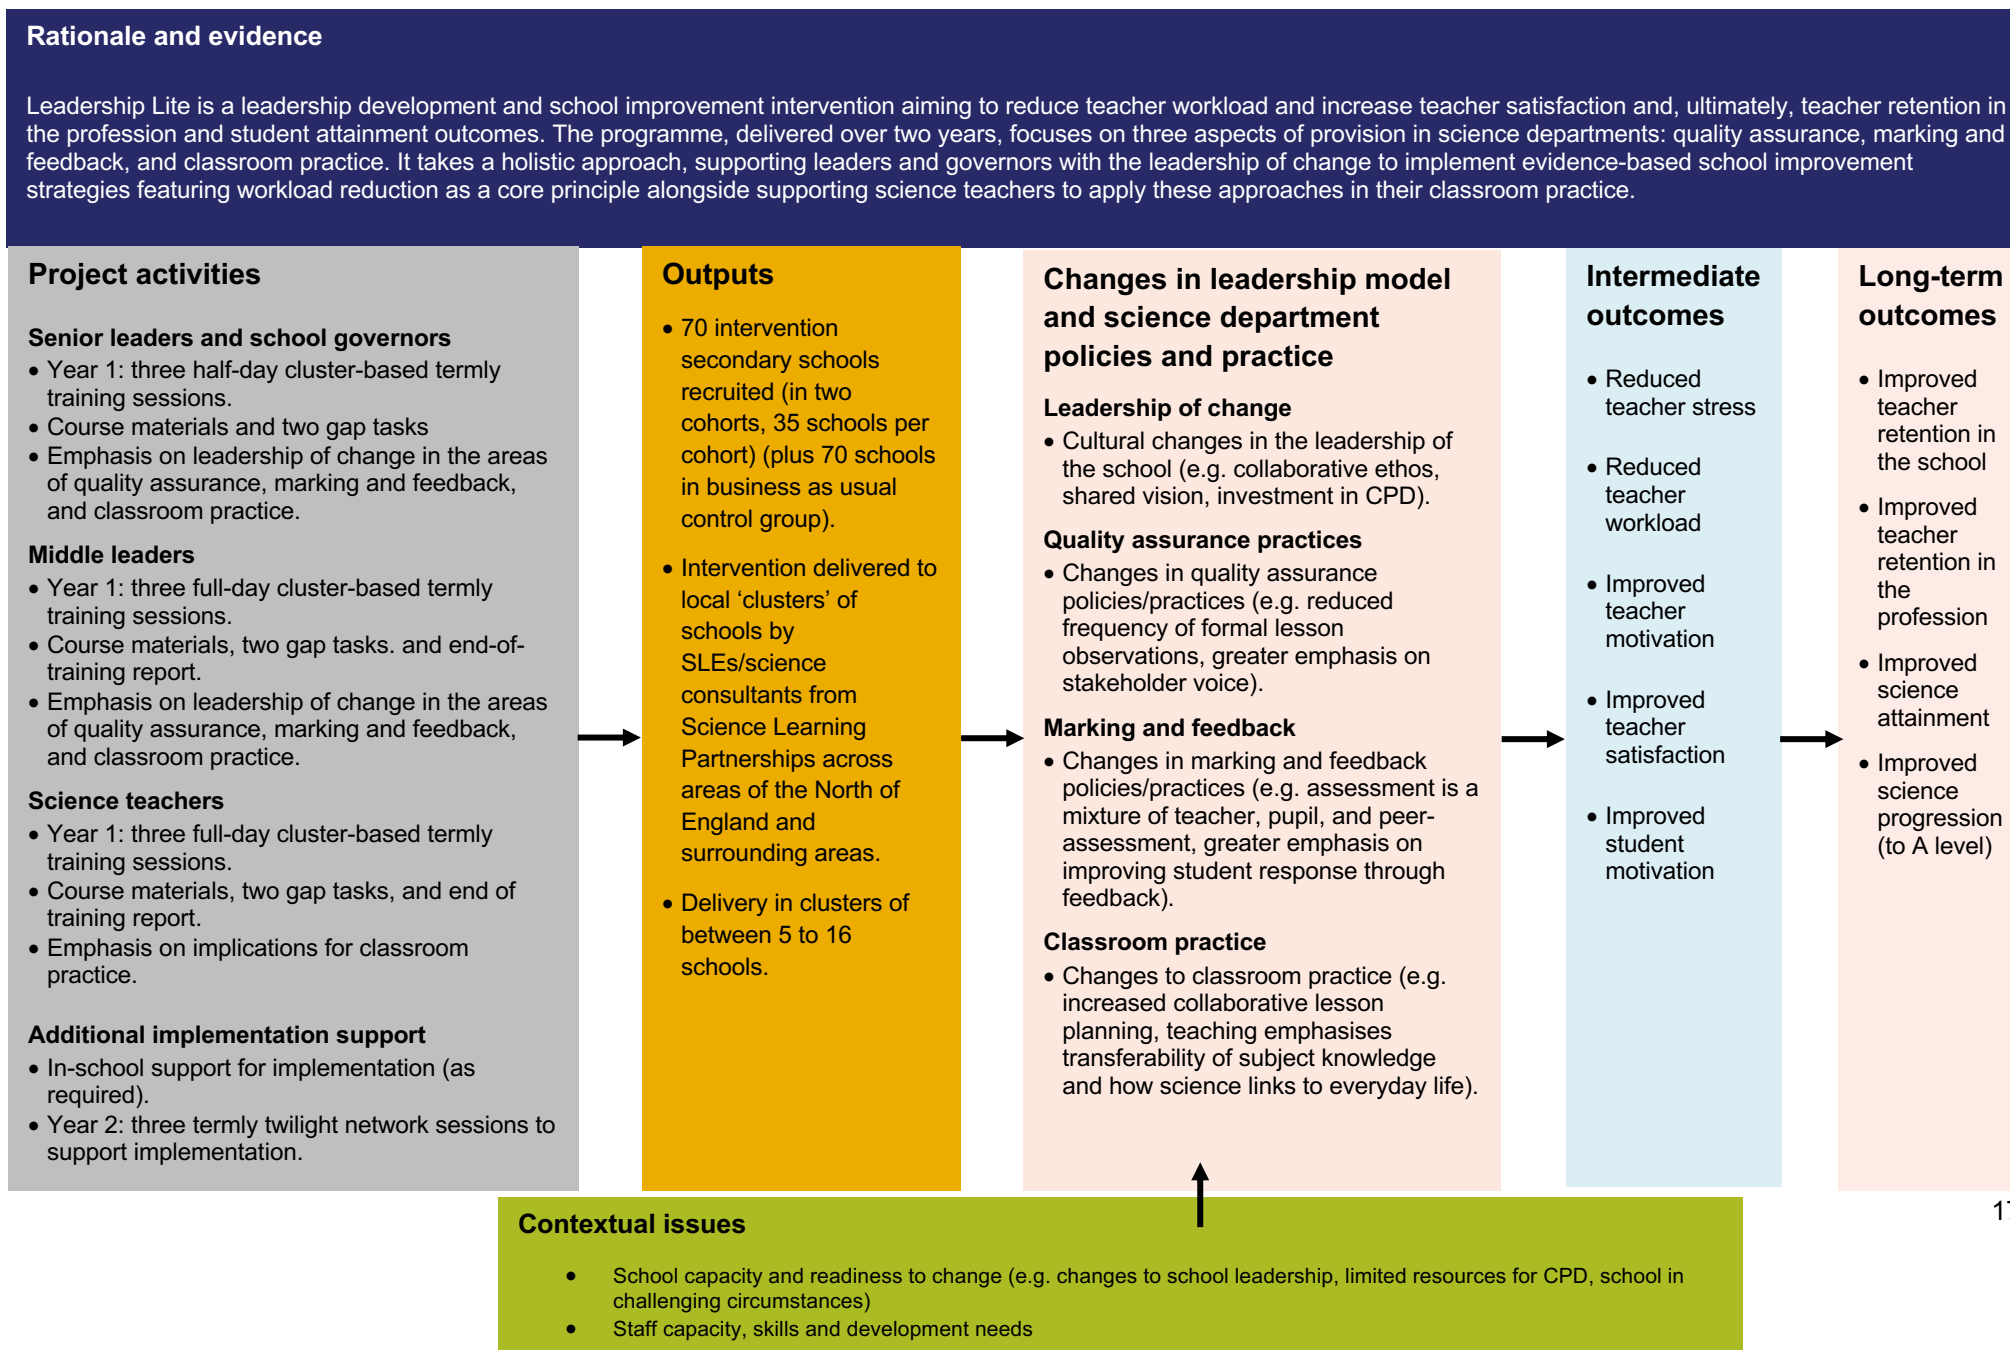 Rationale and evidence
Leadership Lite is a leadership development and school improvement intervention aiming to reduce teacher workload and increase teacher satisfaction and, ultimately, teacher retention in
the profession and student attainment outcomes. The programme, delivered over two years, focuses on three aspects of provision in science departments: quality assurance, marking and
feedback, and classroom practice. It takes a holistic approach, supporting leaders and governors with the leadership of change to implement evidence-based school improvement
strategies featuring workload reduction as a core principle alongside supporting science teachers to apply these approaches in their classroom practice.
Project activities
Senior leaders and school governors
• Year 1: three half-day cluster-based termly
training sessions.
• Course materials and two gap tasks
• Emphasis on leadership of change in the areas
of quality assurance, marking and feedback,
and classroom practice.
Middle leaders
• Year 1: three full-day cluster-based termly
training sessions.
• Course materials, two gap tasks. and end-of-
training report.
• Emphasis on leadership of change in the areas
of quality assurance, marking and feedback,
and classroom practice.
Science teachers
• Year 1: three full-day cluster-based termly
training sessions.
• Course materials, two gap tasks, and end of
training report.
• Emphasis on implications for classroom
practice.
Additional implementation support
• In-school support for implementation (as
required).
• Year 2: three termly twilight network sessions to
support implementation.
Outputs
• 70 intervention
secondary schools
recruited (in two
cohorts, 35 schools per
cohort) (plus 70 schools
in business as usual
control group).
• Intervention delivered to
local ‘clusters’ of
schools by
SLEs/science
consultants from
Science Learning
Partnerships across
areas of the North of
England and
surrounding areas.
• Delivery in clusters of
between 5 to 16
schools.
Changes in leadership model
and science department
policies and practice
Leadership of change
• Cultural changes in the leadership of
the school (e.g. collaborative ethos,
shared vision, investment in CPD).
Quality assurance practices
• Changes in quality assurance
policies/practices (e.g. reduced
frequency of formal lesson
observations, greater emphasis on
stakeholder voice).
Marking and feedback
• Changes in marking and feedback
policies/practices (e.g. assessment is a
mixture of teacher, pupil, and peer-
assessment, greater emphasis on
improving student response through
feedback).
Classroom practice
• Changes to classroom practice (e.g.
increased collaborative lesson
planning, teaching emphasises
transferability of subject knowledge
and how science links to everyday life).
Intermediate
outcomes
• Reduced
teacher stress
• Reduced
teacher
workload
• Improved
teacher
motivation
• Improved
teacher
satisfaction
• Improved
student
motivation
Long-term
outcomes
• Improved
teacher
retention in
the school
• Improved
teacher
retention in
the
profession
• Improved
science
attainment
• Improved
science
progression
(to A level)
Contextual issues
• School capacity and readiness to change (e.g. changes to school leadership, limited resources for CPD, school in
challenging circumstances)
• Staff capacity, skills and development needs